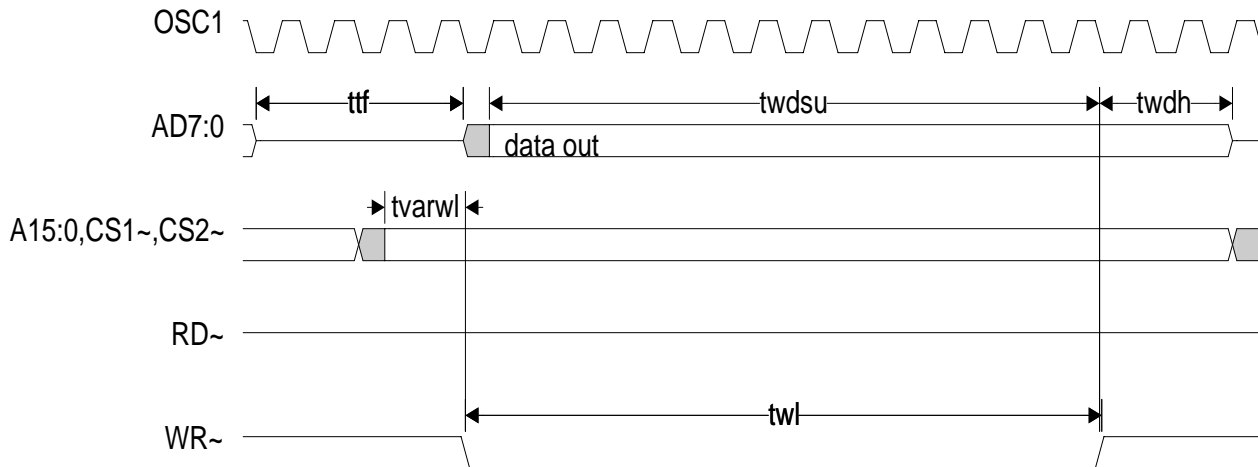 OSC1
ttf
twdsu
twdh
AD7:0
data out
tvarwl
A15:0,CS1~,CS2~
RD~
twl
WR~